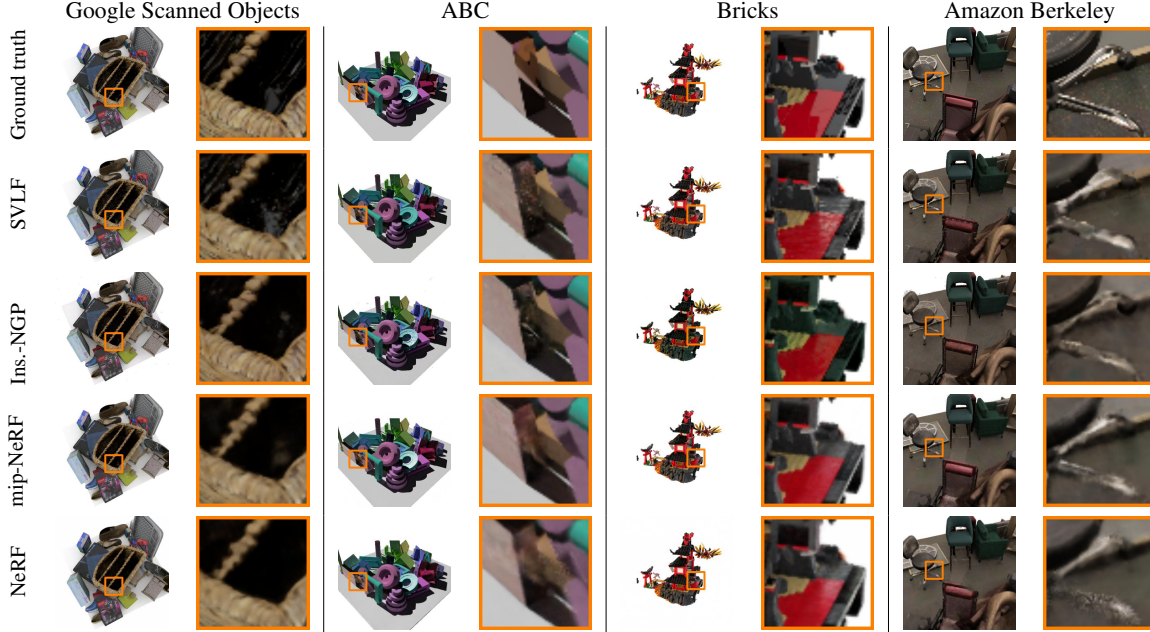 Google Scanned Objects ABC Bricks Amazon Berkeley
Ground truth
SVLF
Ins.-NGP
mip-NeRF
NeRF